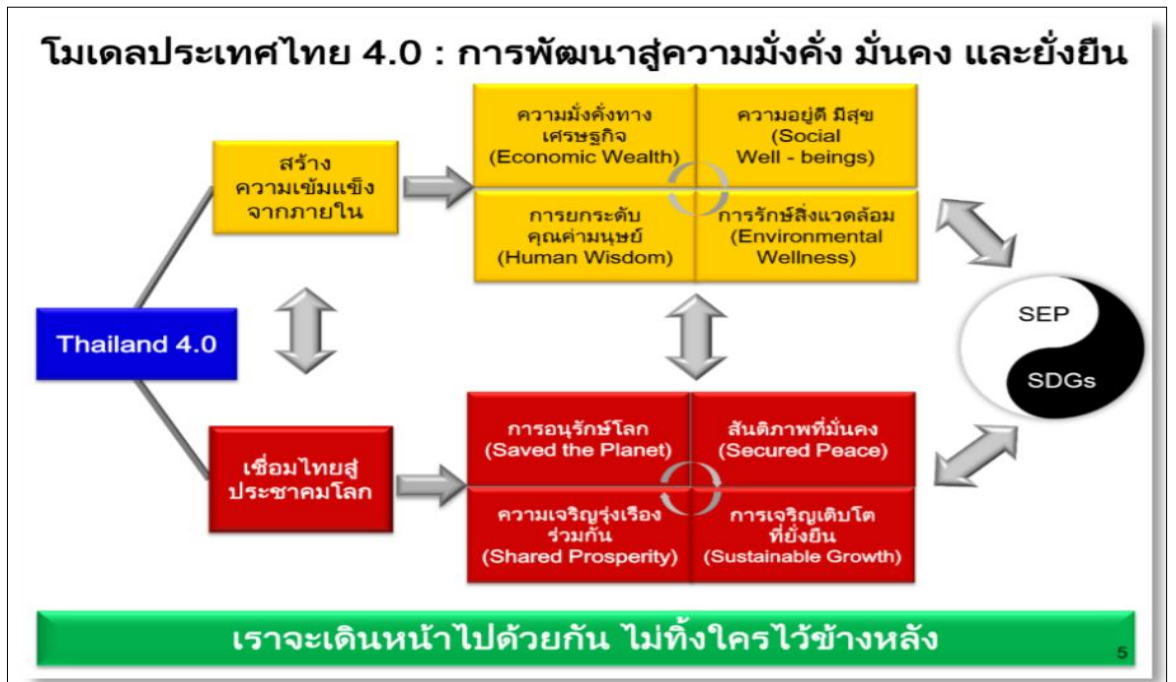 โมเดลประเทศไทย 4.0 : การพัฒนาสู่ความมั่งคั่ง มั่นคง และยั่งยืน
สร้าง
ความเข้มแข็ง
จากภายใน
ความมั่งคั่งทาง
เศรษฐกิจ
(Economic Wealth)
ความอยู่ดี มีสุข
(Social
Well - beings)
การยกระดับ
คุณค่ามนุษย์
(Human Wisdom)
การรักษ์สิ่งแวดล้อม
(Environmental
Wellness)
Thailand 4.0
SEP
SDGs
เชื่อมไทยสู่
ประชาคมโลก
การอนุรักษ์โลก
(Saved the Planet)
สันติภาพที่มั่นคง
(Secured Peace)
ความเจริญรุ่งเรือง
ร่วมกัน
(Shared Prosperity)
การเจริญเติบโต
ที่ยั่งยืน
(Sustainable Growth)
เราจะเดินหน้าไปด้วยกัน ไม่ทิ้งใครไว้ข้างหลัง
5